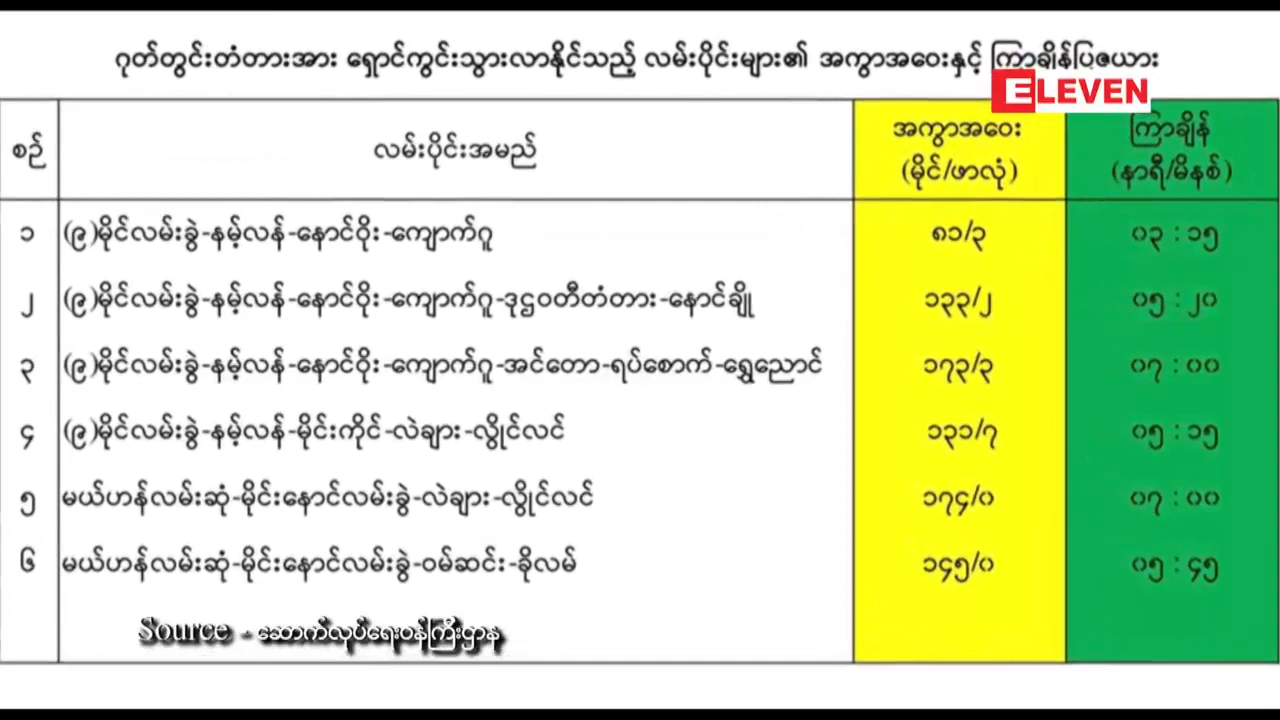 ဂုတ်တွင်းတံတားအား ရှောင်ကွင်းသွားလာနိုင်သည့် လမ်းပိုင်းများ၏ အကွာအဝေးနှင့် ကြာချိန်ပြဇယား
ELEVEN
စဉ် လမ်းပိုင်းအမည် အကွာအဝေး (မိုင်/ဖာလုံ) ကြာချိန် (နာရီ/မိနစ်)
၁ (၉)မိုင်လမ်းခွဲ-နမ့်လန်-နောင်ဝိုး-ကျောက်ဂူ ၈၁/၃ ၀၃ : ၁၅
၂ (၉)မိုင်လမ်းခွဲ-နမ့်လန်-နောင်ဝိုး-ကျောက်ဂူ-ဒုဋ္ဌဝတီတံတား-နောင်ချို ၁၃၃/၂ ၀၅ : ၂၀
၃ (၉)မိုင်လမ်းခွဲ-နမ့်လန်-နောင်ဝိုး-ကျောက်ဂူ-အင်တော-ရပ်စောက်-ရွှေညောင် ၁၇၃/၃ ၀၇ : ၀၀
၄ (၉)မိုင်လမ်းခွဲ-နမ့်လန်-မိုင်းကိုင်-လဲချား-လွိုင်လင် ၁၃၁/၇ ၀၅ : ၁၅
၅ မယ်ဟန်လမ်းဆုံ-မိုင်းနောင်လမ်းခွဲ-လဲချား-လွိုင်လင် ၁၇၄/၀ ၀၇ : ၀၀
၆ မယ်ဟန်လမ်းဆုံ-မိုင်းနောင်လမ်းခွဲ-ဝမ်ဆင်း-ခိုလမ် ၁၄၅/၀ ၀၅ : ၄၅
Source - ဆောက်လုပ်ရေးဝန်ကြီးဌာန